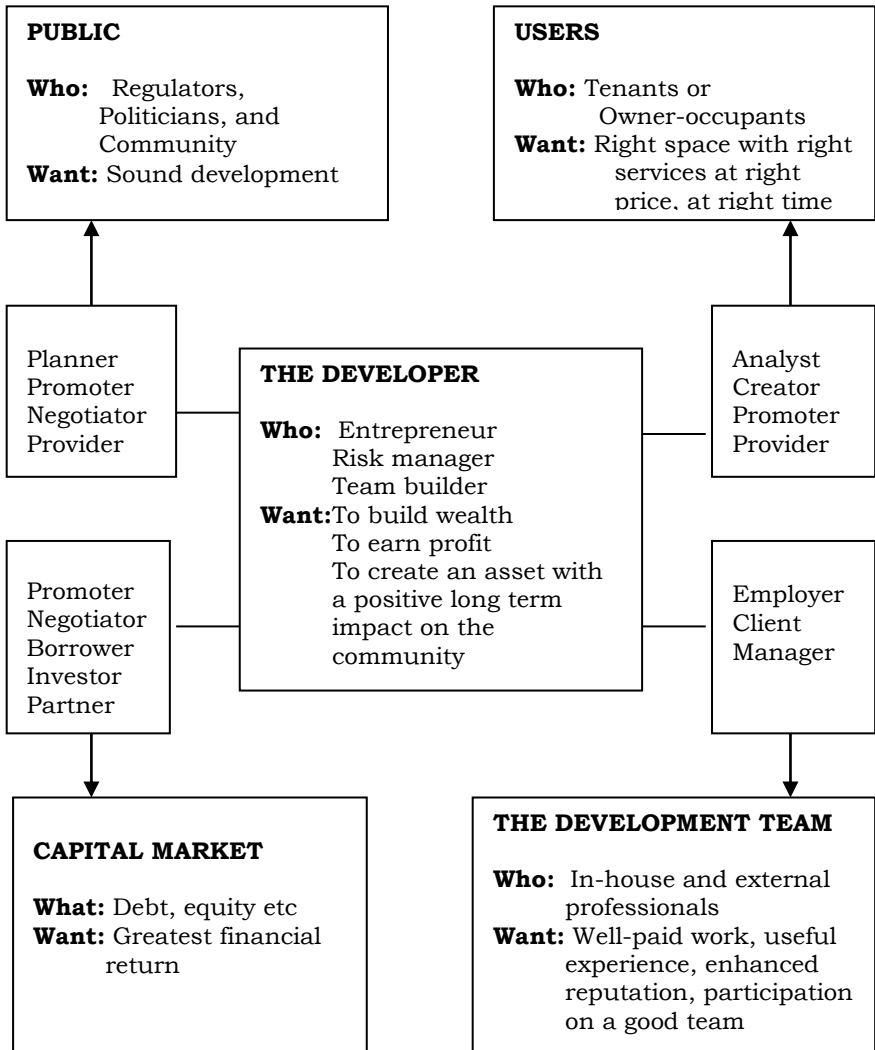 PUBLIC
Who: Regulators,
Politicians, and
Community
Want: Sound development
USERS
Who: Tenants or
Owner-occupants
Want: Right space with right
services at right
price, at right time
Planner
Promoter
Negotiator
Provider
THE DEVELOPER
Who: Entrepreneur
Risk manager
Team builder
Want:To build wealth
To earn profit
To create an asset with
a positive long term
impact on the
community
Analyst
Creator
Promoter
Provider
Promoter
Negotiator
Borrower
Investor
Partner
Employer
Client
Manager
CAPITAL MARKET
What: Debt, equity etc
Want: Greatest financial
return
THE DEVELOPMENT TEAM
Who: In-house and external
professionals
Want: Well-paid work, useful
experience, enhanced
reputation, participation
on a good team